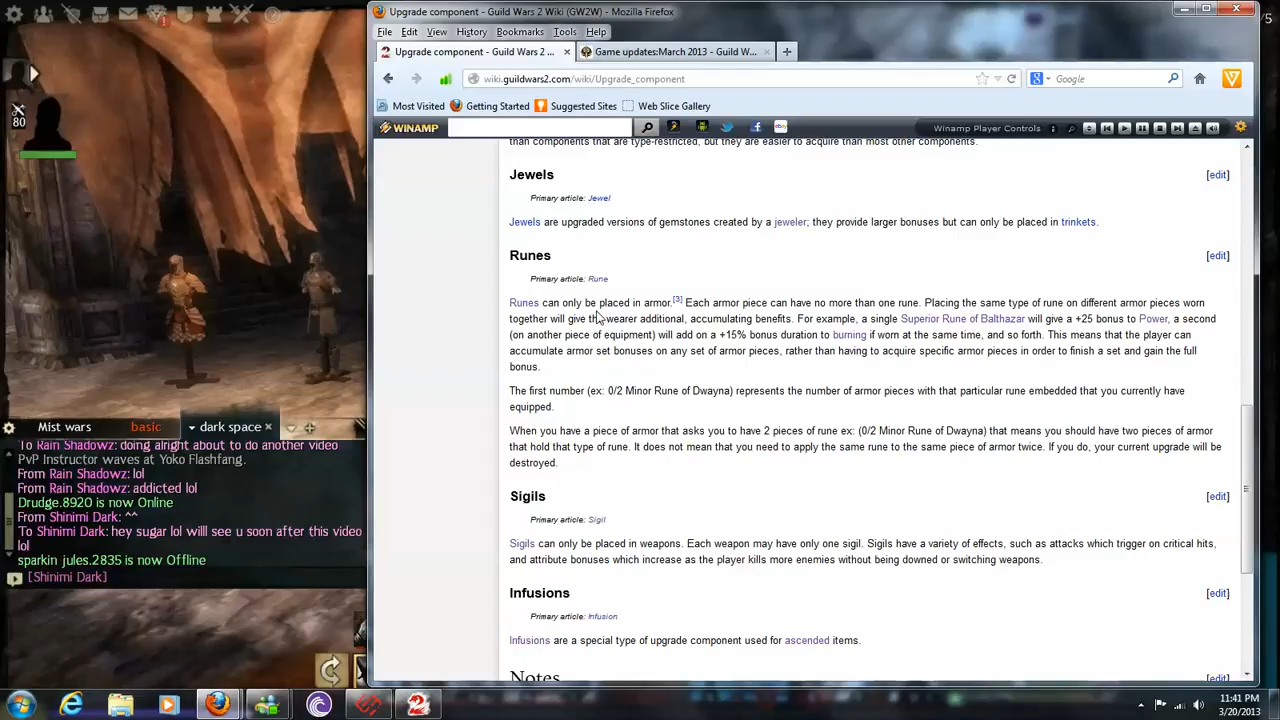 Upgrade component - Guild Wars 2 Wiki (GW2W) - Mozilla Firefox
File Edit View History Bookmarks Tools Help
Upgrade component - Guild Wars 2 ... × Game updates:March 2013 - Guild W... × +
wiki.guildwars2.com/wiki/Upgrade_component Google
Most Visited Getting Started Suggested Sites Web Slice Gallery
WINAMP ebay Winamp Player Controls
/5
80
than components that are type-restricted, but they are easier to acquire than most other components.
Jewels [edit]
Primary article: Jewel
Jewels are upgraded versions of gemstones created by a jeweler; they provide larger bonuses but can only be placed in trinkets.
Runes [edit]
Primary article: Rune
Runes can only be placed in armor.[3] Each armor piece can have no more than one rune. Placing the same type of rune on different armor pieces worn
together will give the wearer additional, accumulating benefits. For example, a single Superior Rune of Balthazar will give a +25 bonus to Power, a second
(on another piece of equipment) will add on a +15% bonus duration to burning if worn at the same time, and so forth. This means that the player can
accumulate armor set bonuses on any set of armor pieces, rather than having to acquire specific armor pieces in order to finish a set and gain the full
bonus.
The first number (ex: 0/2 Minor Rune of Dwayna) represents the number of armor pieces with that particular rune embedded that you currently have
equipped.
When you have a piece of armor that asks you to have 2 pieces of rune ex: (0/2 Minor Rune of Dwayna) that means you should have two pieces of armor
that hold that type of rune. It does not mean that you need to apply the same rune to the same piece of armor twice. If you do, your current upgrade will be
destroyed.
Sigils [edit]
Primary article: Sigil
Sigils can only be placed in weapons. Each weapon may have only one sigil. Sigils have a variety of effects, such as attacks which trigger on critical hits,
and attribute bonuses which increase as the player kills more enemies without being downed or switching weapons.
Infusions [edit]
Primary article: Infusion
Infusions are a special type of upgrade component used for ascended items.
Notes [edit]
Mist wars basic dark space ×
To Rain Shadowz: doing alright about to do another video
PvP Instructor waves at Yoko Flashfang.
From Rain Shadowz: lol
From Rain Shadowz: addicted lol
Drudge.8920 is now Online
From Shinimi Dark: ^^
To Shinimi Dark: hey sugar lol willl see u soon after this video
lol
sparkin jules.2835 is now Offline
[Shinimi Dark]
11:41 PM
3/20/2013